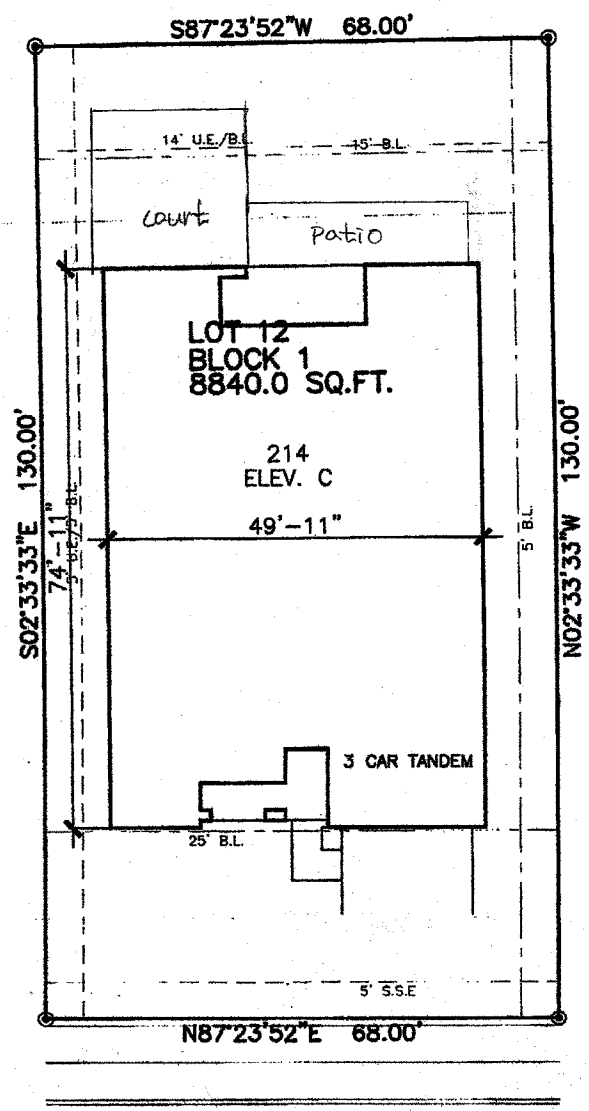 S87°23'52"W 68.00'
14' U.E./B.L.
15' B.L.
court
Patio
LOT 12
BLOCK 1
8840.0 SQ.FT.
214
ELEV. C
49'-11"
S02°33'33"E 130.00'
74'-11"
5' B.L.
N02°33'33"W 130.00'
3 CAR TANDEM
25' B.L.
5' S.S.E
N87°23'52"E 68.00'